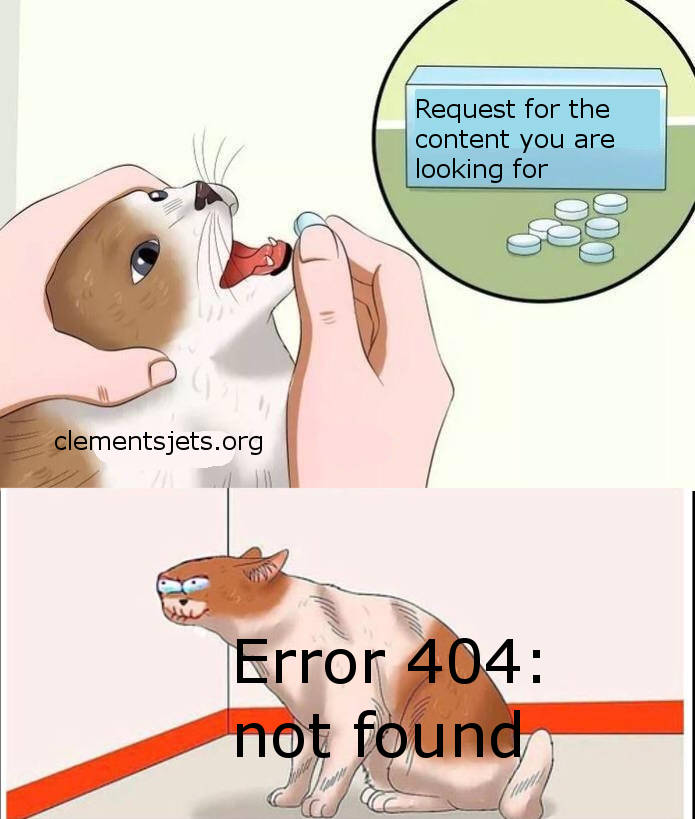 Request for the
content you are
looking for
clementsjets.org
Error 404:
not found